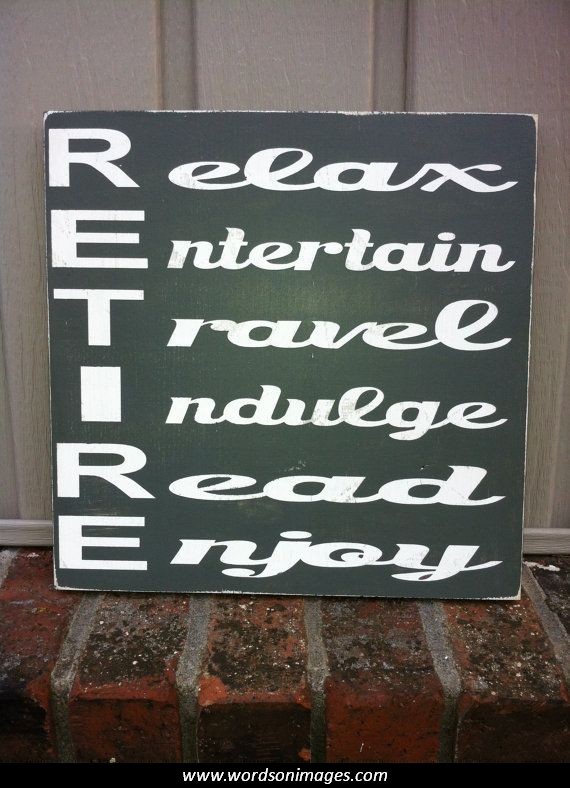 Relax
Entertain
Travel
Indulge
Read
Enjoy
www.wordsonimages.com